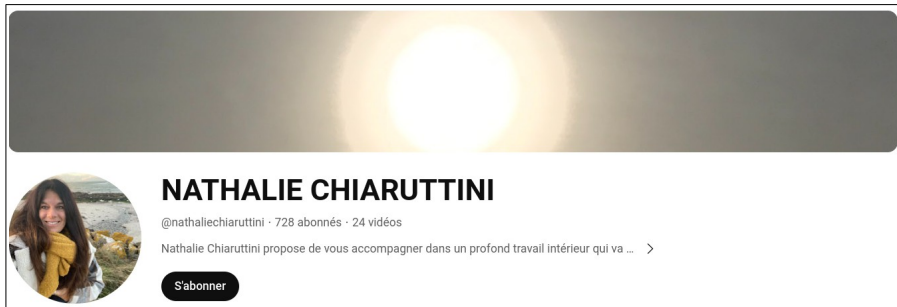 NATHALIE CHIARUTTINI
@nathaliechiaruttini · 728 abonnés · 24 vidéos
Nathalie Chiaruttini propose de vous accompagner dans un profond travail intérieur qui va ...
S'abonner